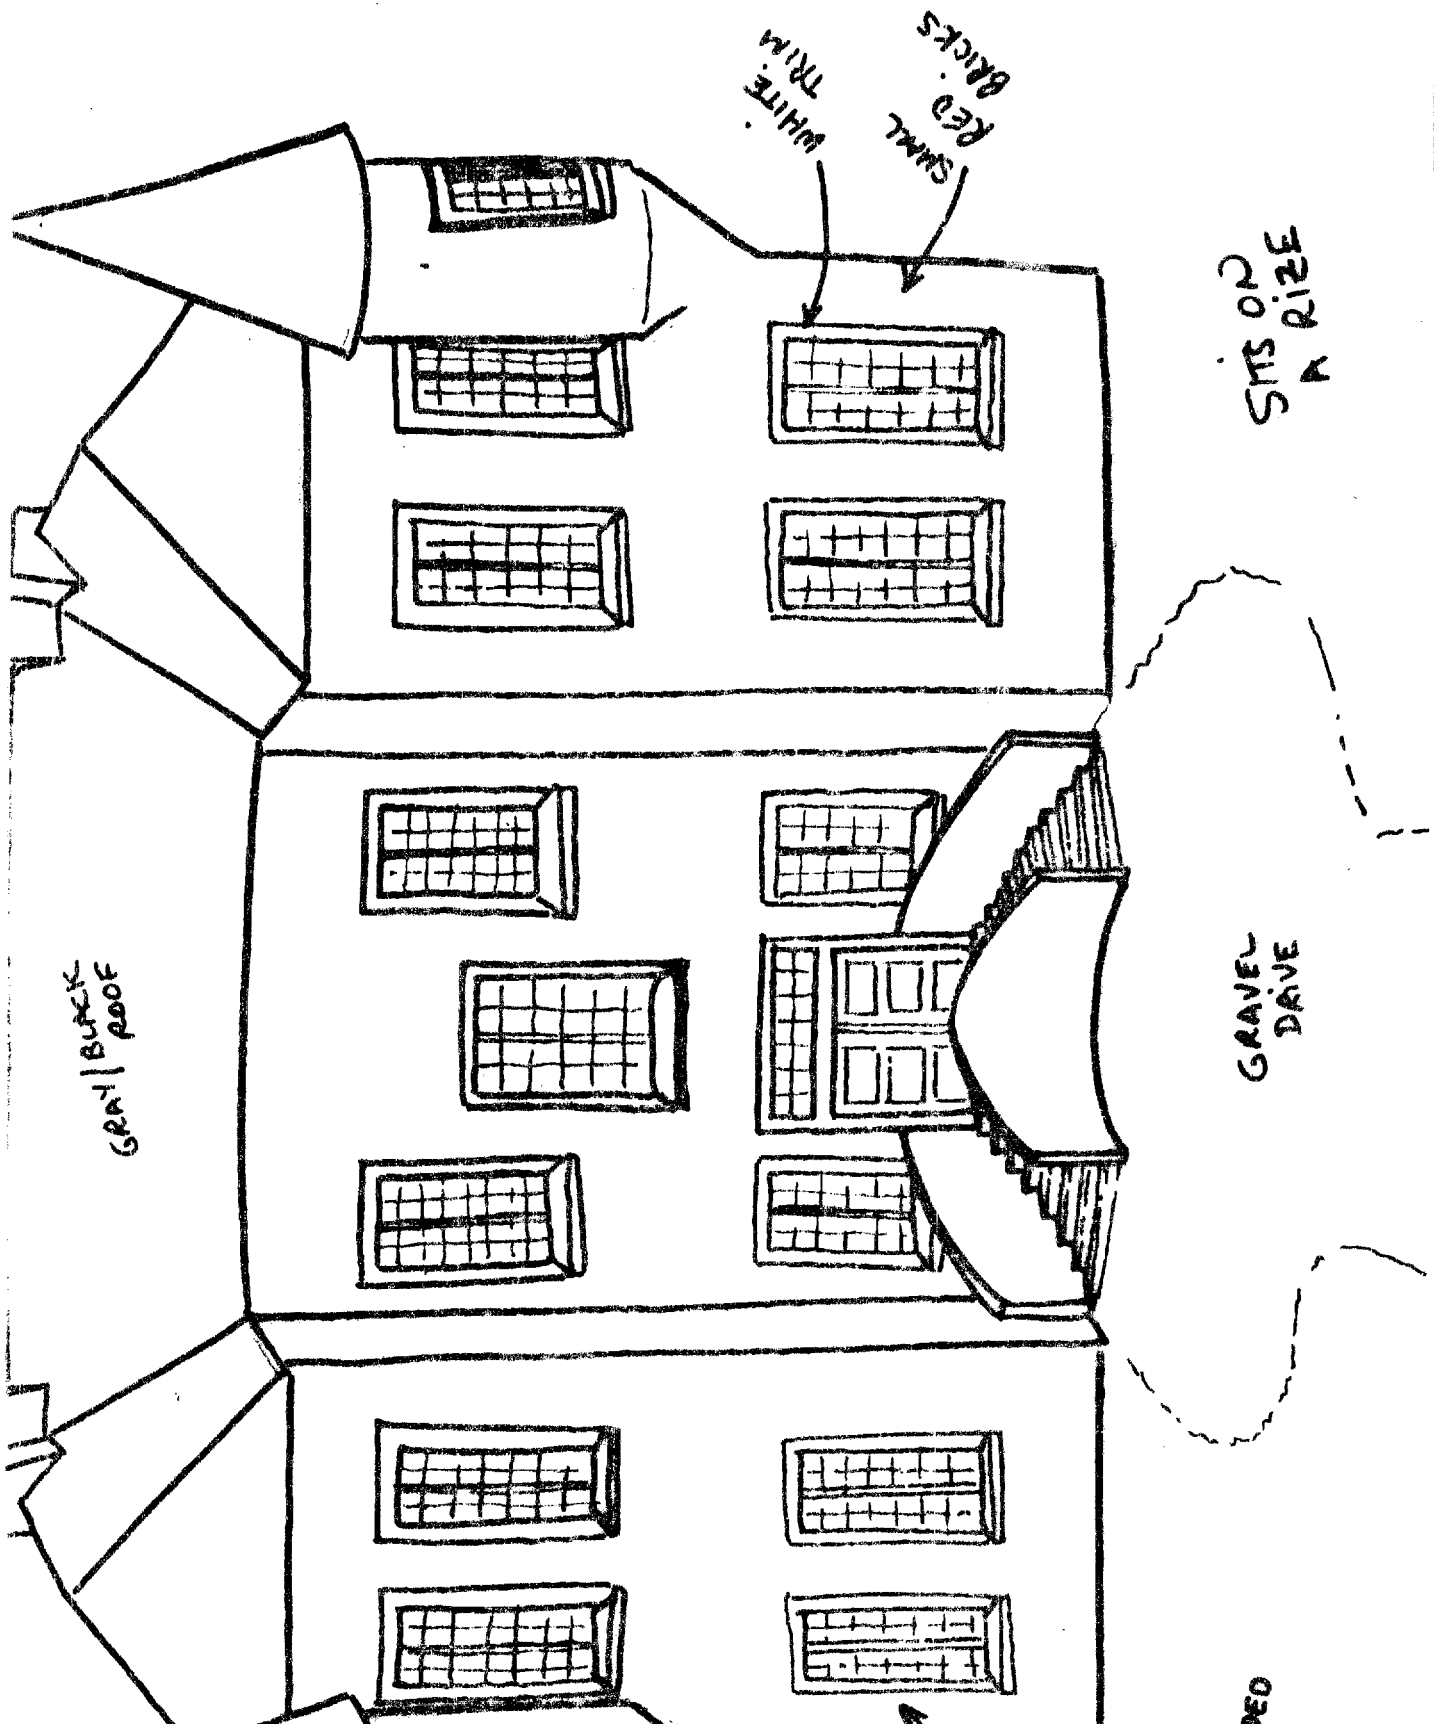 GRAY/BLACK
ROOF
WHITE
TRIM
SMALL
RED
BRICKS
SITS ON
A RIZE
GRAVEL
DRIVE